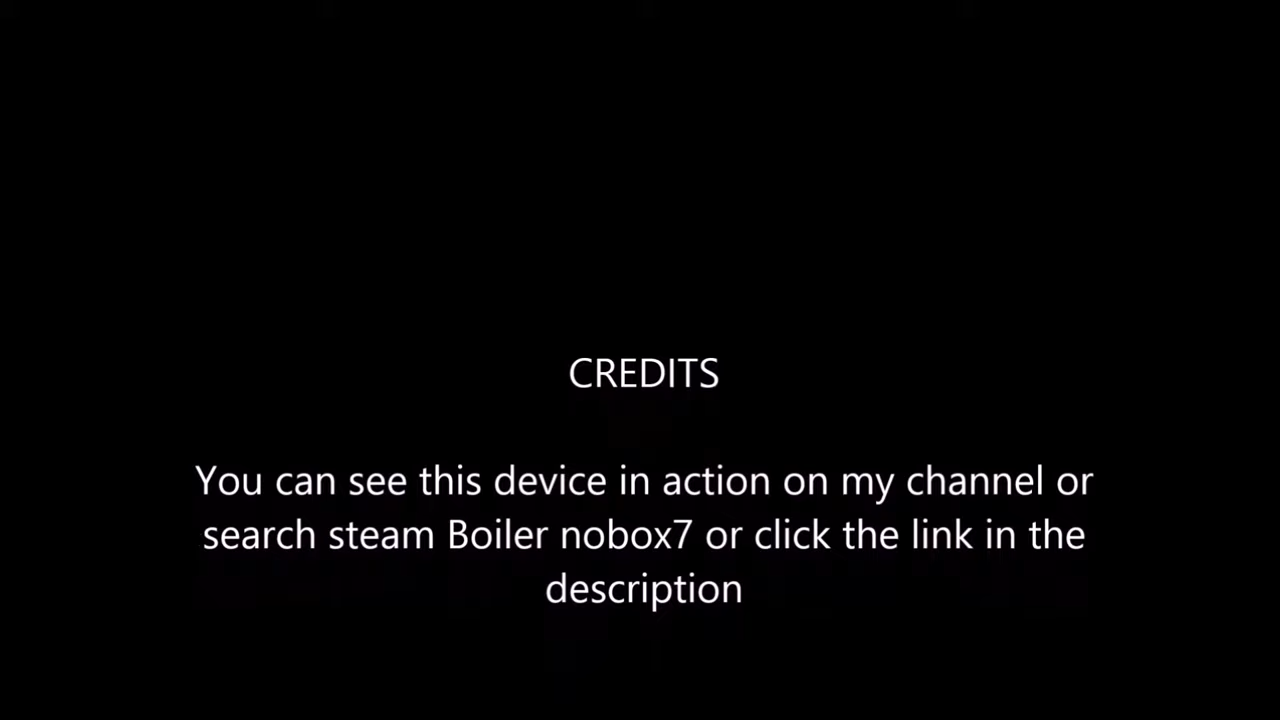 CREDITS
You can see this device in action on my channel or
search steam Boiler nobox7 or click the link in the
description